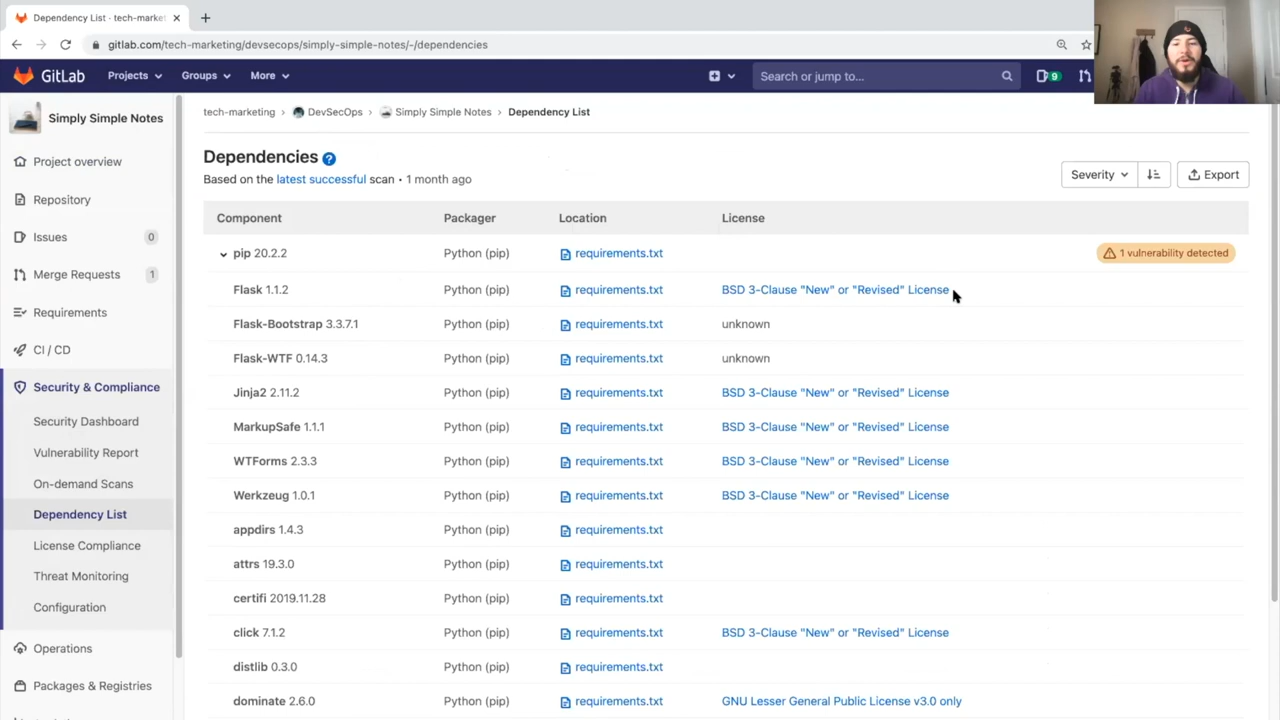 Dependency List · tech-market
gitlab.com/tech-marketing/devsecops/simply-simple-notes/-/dependencies
GitLab Projects Groups More Search or jump to... 9
Simply Simple Notes
Project overview
Repository
Issues 0
Merge Requests 1
Requirements
CI / CD
Security & Compliance
Security Dashboard
Vulnerability Report
On-demand Scans
Dependency List
License Compliance
Threat Monitoring
Configuration
Operations
Packages & Registries
tech-marketing › DevSecOps › Simply Simple Notes › Dependency List
Dependencies ?
Based on the latest successful scan • 1 month ago
Severity Export
Component Packager Location License
pip 20.2.2 Python (pip) requirements.txt 1 vulnerability detected
Flask 1.1.2 Python (pip) requirements.txt BSD 3-Clause "New" or "Revised" License
Flask-Bootstrap 3.3.7.1 Python (pip) requirements.txt unknown
Flask-WTF 0.14.3 Python (pip) requirements.txt unknown
Jinja2 2.11.2 Python (pip) requirements.txt BSD 3-Clause "New" or "Revised" License
MarkupSafe 1.1.1 Python (pip) requirements.txt BSD 3-Clause "New" or "Revised" License
WTForms 2.3.3 Python (pip) requirements.txt BSD 3-Clause "New" or "Revised" License
Werkzeug 1.0.1 Python (pip) requirements.txt BSD 3-Clause "New" or "Revised" License
appdirs 1.4.3 Python (pip) requirements.txt
attrs 19.3.0 Python (pip) requirements.txt
certifi 2019.11.28 Python (pip) requirements.txt
click 7.1.2 Python (pip) requirements.txt BSD 3-Clause "New" or "Revised" License
distlib 0.3.0 Python (pip) requirements.txt
dominate 2.6.0 Python (pip) requirements.txt GNU Lesser General Public License v3.0 only